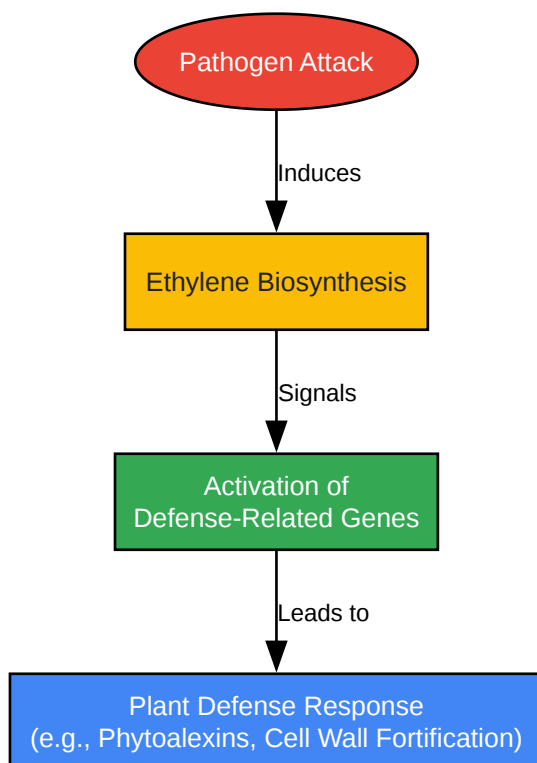 Pathogen Attack
Induces
Ethylene Biosynthesis
Signals
Activation of
Defense-Related Genes
Leads to
Plant Defense Response
(e.g., Phytoalexins, Cell Wall Fortification)